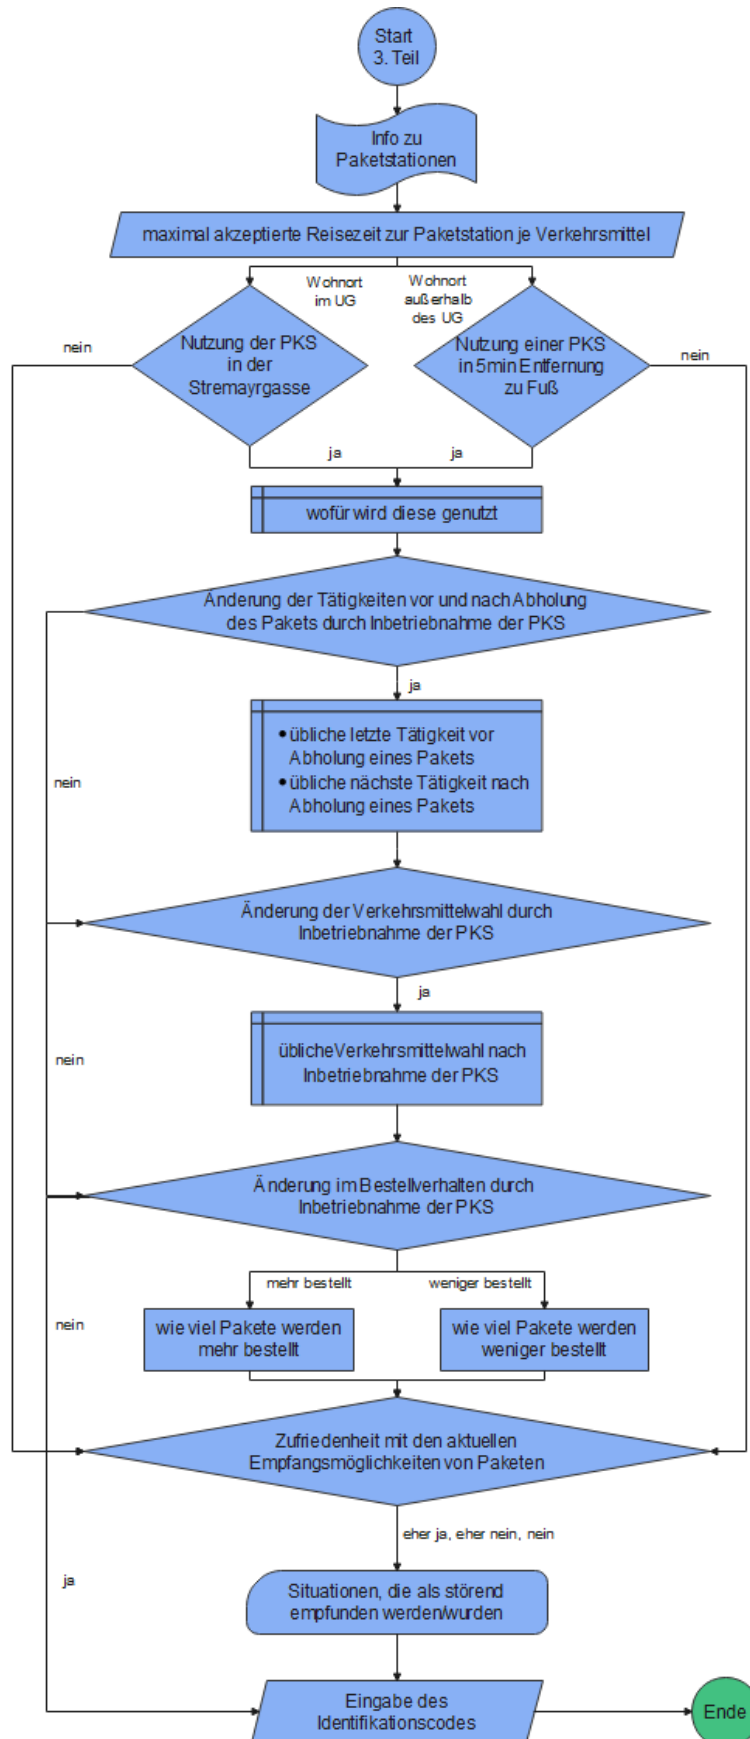 Start
3. Teil
Info zu
Paketstationen
maximal akzeptierte Reisezeit zur Paketstation je Verkehrsmittel
Wohnort
im UG
Wohnort
außerhalb
des UG
nein
Nutzung der PKS
in der
Stremayrgasse
Nutzung einer PKS
in 5min Entfernung
zu Fuß
nein
ja
ja
wofür wird diese genutzt
Änderung der Tätigkeiten vor und nach Abholung
des Pakets durch Inbetriebnahme der PKS
ja
• übliche letzte Tätigkeit vor
Abholung eines Pakets
• übliche nächste Tätigkeit nach
Abholung eines Pakets
nein
Änderung der Verkehrsmittelwahl durch
Inbetriebnahme der PKS
ja
übliche Verkehrsmittelwahl nach
Inbetriebnahme der PKS
nein
Änderung im Bestellverhalten durch
Inbetriebnahme der PKS
mehr bestellt
weniger bestellt
nein
wie viel Pakete werden
mehr bestellt
wie viel Pakete werden
weniger bestellt
Zufriedenheit mit den aktuellen
Empfangsmöglichkeiten von Paketen
eher ja, eher nein, nein
ja
Situationen, die als störend
empfunden werden/wurden
Eingabe des
Identifikationscodes
Ende